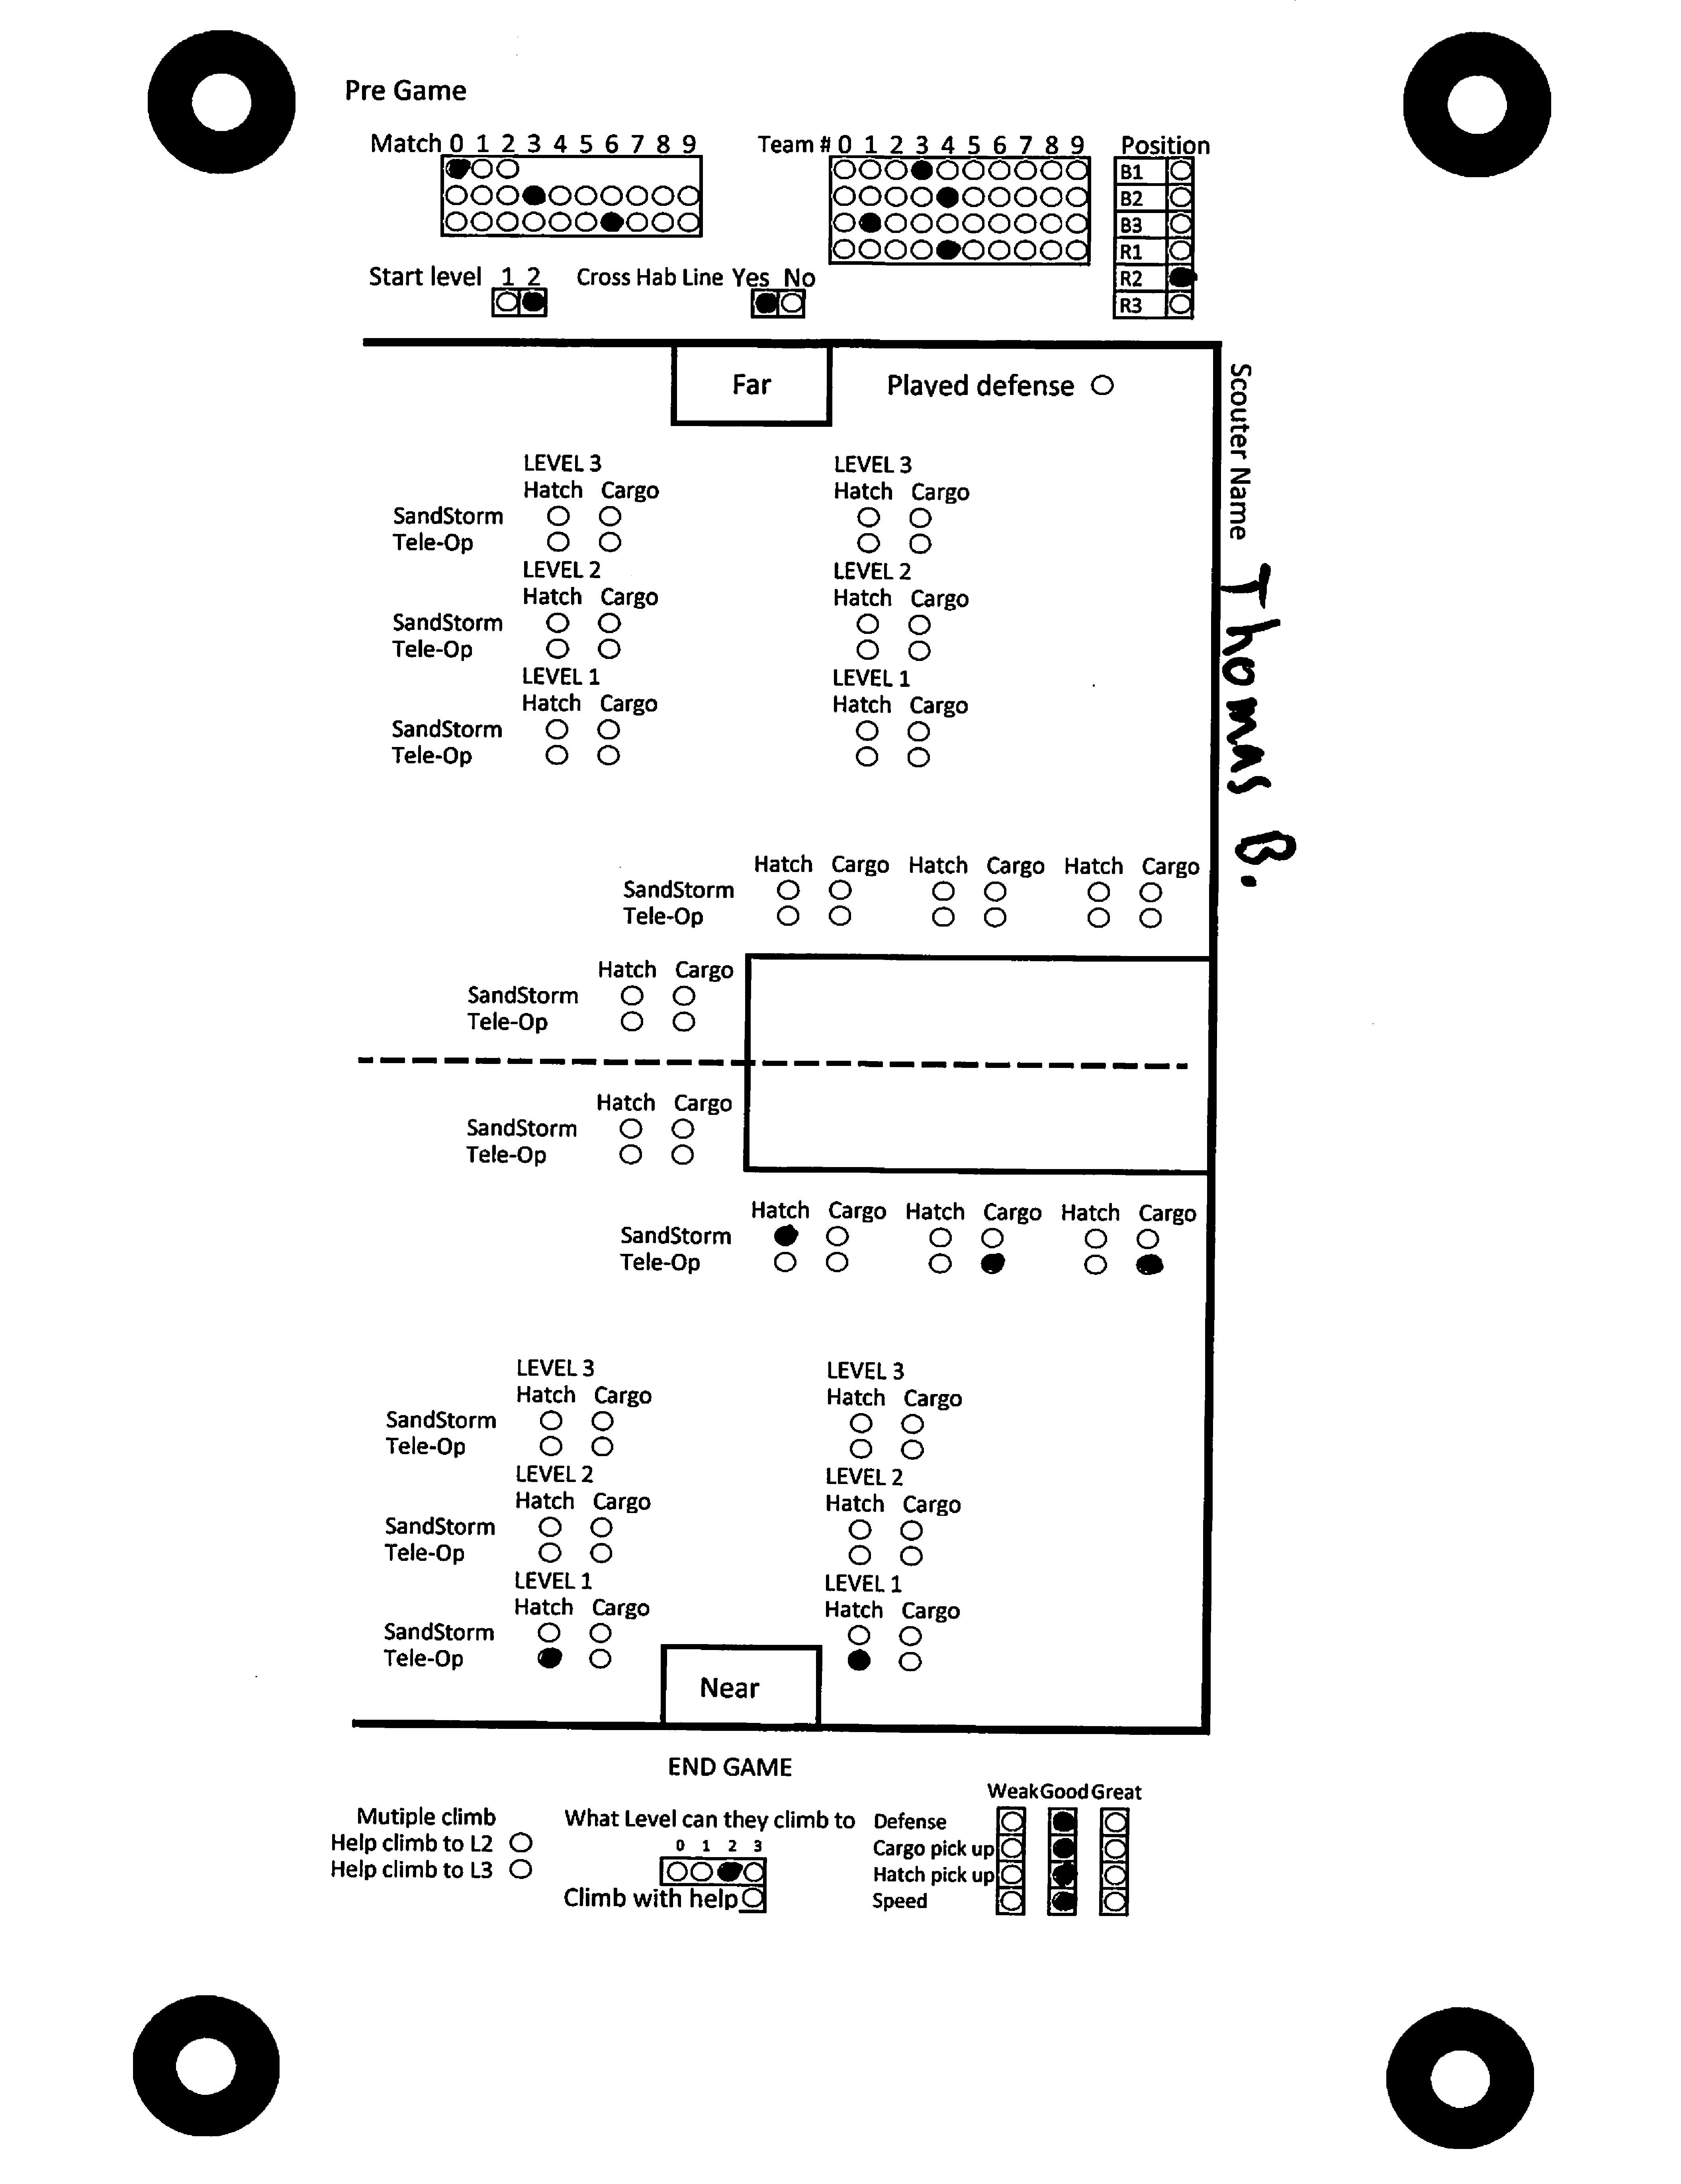 Pre Game
Match 0 1 2 3 4 5 6 7 8 9
Team # 0 1 2 3 4 5 6 7 8 9
Position
B1
B2
B3
R1
R2
R3
Start level 1 2
Cross Hab Line Yes No
Far
Played defense
Scouter Name Thomas B.
LEVEL 3 LEVEL 3
Hatch Cargo Hatch Cargo
SandStorm
Tele-Op
LEVEL 2 LEVEL 2
Hatch Cargo Hatch Cargo
SandStorm
Tele-Op
LEVEL 1 LEVEL 1
Hatch Cargo Hatch Cargo
SandStorm
Tele-Op
Hatch Cargo Hatch Cargo Hatch Cargo
SandStorm
Tele-Op
Hatch Cargo
SandStorm
Tele-Op
Hatch Cargo
SandStorm
Tele-Op
Hatch Cargo Hatch Cargo Hatch Cargo
SandStorm
Tele-Op
LEVEL 3 LEVEL 3
Hatch Cargo Hatch Cargo
SandStorm
Tele-Op
LEVEL 2 LEVEL 2
Hatch Cargo Hatch Cargo
SandStorm
Tele-Op
LEVEL 1 LEVEL 1
Hatch Cargo Hatch Cargo
SandStorm
Tele-Op
Near
END GAME
Mutiple climb
Help climb to L2
Help climb to L3
What Level can they climb to
0 1 2 3
Climb with help
Weak Good Great
Defense
Cargo pick up
Hatch pick up
Speed